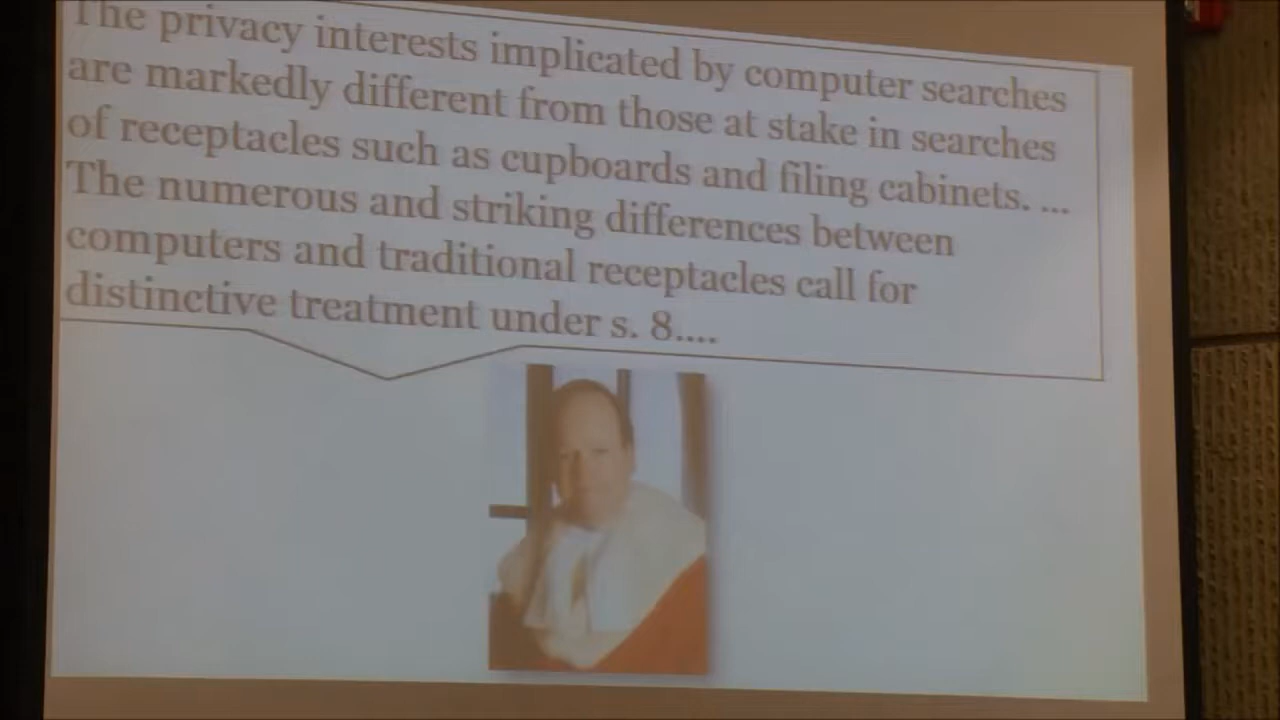 The privacy interests implicated by computer searches
are markedly different from those at stake in searches
of receptacles such as cupboards and filing cabinets. ...
The numerous and striking differences between
computers and traditional receptacles call for
distinctive treatment under s. 8....